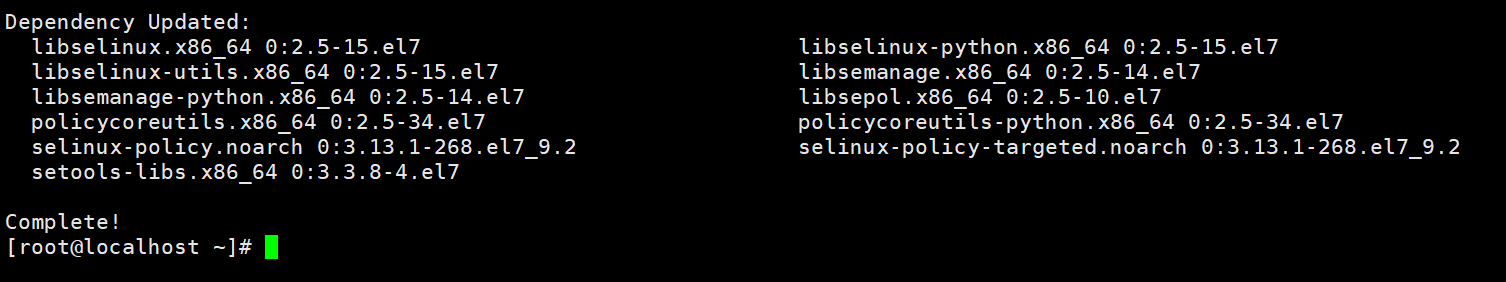 Dependency Updated:
  libselinux.x86_64 0:2.5-15.el7                             libselinux-python.x86_64 0:2.5-15.el7
  libselinux-utils.x86_64 0:2.5-15.el7                       libsemanage.x86_64 0:2.5-14.el7
  libsemanage-python.x86_64 0:2.5-14.el7                     libsepol.x86_64 0:2.5-10.el7
  policycoreutils.x86_64 0:2.5-34.el7                        policycoreutils-python.x86_64 0:2.5-34.el7
  selinux-policy.noarch 0:3.13.1-268.el7_9.2                 selinux-policy-targeted.noarch 0:3.13.1-268.el7_9.2
  setools-libs.x86_64 0:3.3.8-4.el7

Complete!
[root@localhost ~]#